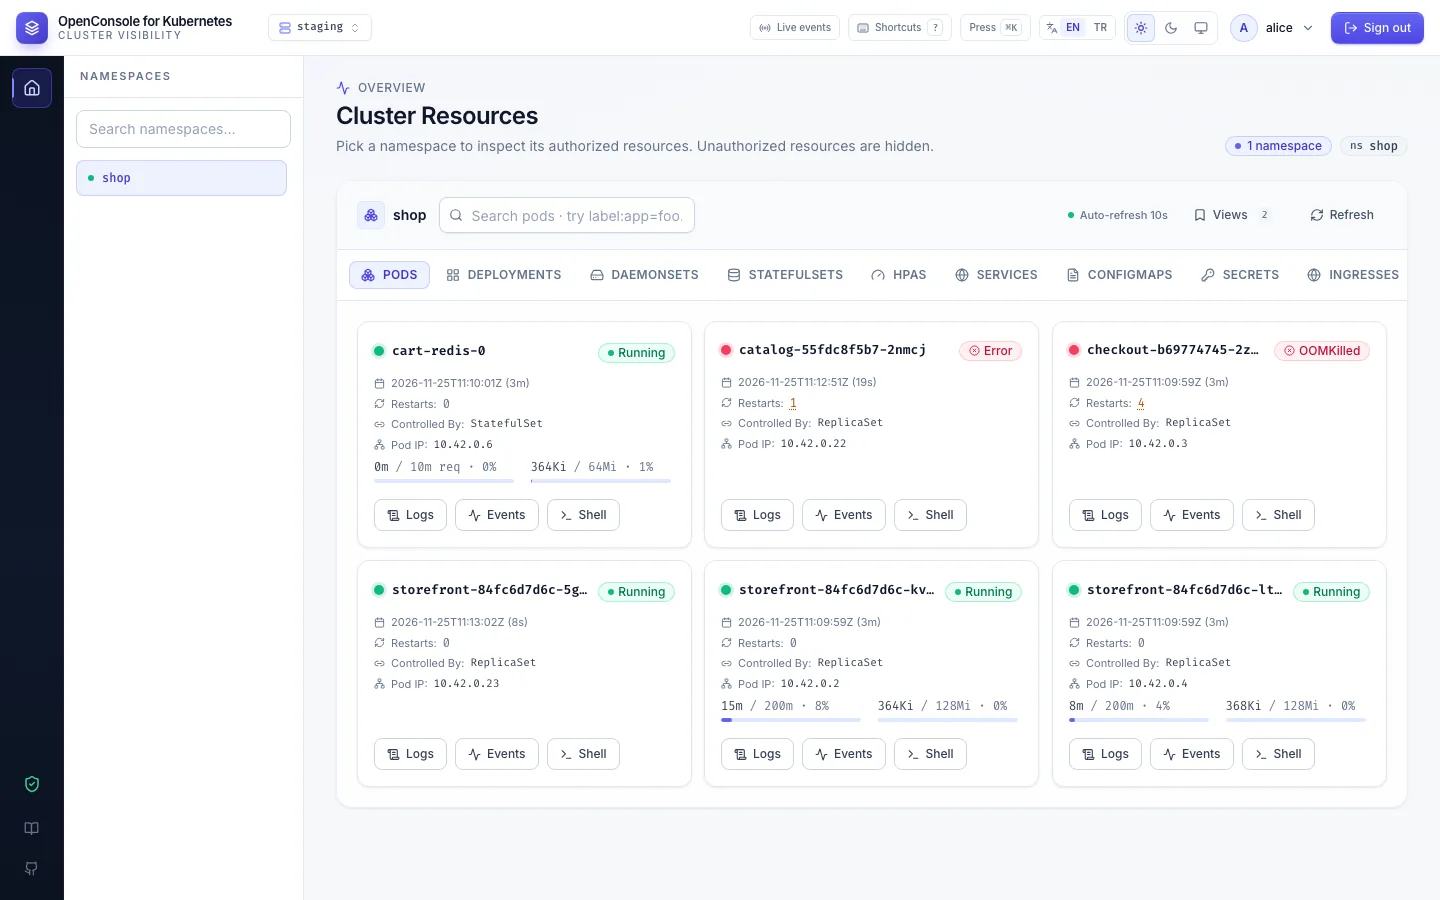 OpenConsole for Kubernetes
CLUSTER VISIBILITY
staging
Live events
Shortcuts ?
Press ⌘K
EN TR
A alice
Sign out
NAMESPACES
Search namespaces...
shop
OVERVIEW
Cluster Resources
Pick a namespace to inspect its authorized resources. Unauthorized resources are hidden.
1 namespace
ns shop
shop
Search pods · try label:app=foo.
Auto-refresh 10s
Views 2
Refresh
PODS DEPLOYMENTS DAEMONSETS STATEFULSETS HPAS SERVICES CONFIGMAPS SECRETS INGRESSES
cart-redis-0 Running
2026-11-25T11:10:01Z (3m)
Restarts: 0
Controlled By: StatefulSet
Pod IP: 10.42.0.6
0m / 10m req · 0% 364Ki / 64Mi · 1%
Logs Events Shell
catalog-55fdc8f5b7-2nmcj Error
2026-11-25T11:12:51Z (19s)
Restarts: 1
Controlled By: ReplicaSet
Pod IP: 10.42.0.22
Logs Events Shell
checkout-b69774745-2z… OOMKilled
2026-11-25T11:09:59Z (3m)
Restarts: 4
Controlled By: ReplicaSet
Pod IP: 10.42.0.3
Logs Events Shell
storefront-84fc6d7d6c-5g… Running
2026-11-25T11:13:02Z (8s)
Restarts: 0
Controlled By: ReplicaSet
Pod IP: 10.42.0.23
Logs Events Shell
storefront-84fc6d7d6c-kv… Running
2026-11-25T11:09:59Z (3m)
Restarts: 0
Controlled By: ReplicaSet
Pod IP: 10.42.0.2
15m / 200m · 8% 364Ki / 128Mi · 0%
Logs Events Shell
storefront-84fc6d7d6c-lt… Running
2026-11-25T11:09:59Z (3m)
Restarts: 0
Controlled By: ReplicaSet
Pod IP: 10.42.0.4
8m / 200m · 4% 368Ki / 128Mi · 0%
Logs Events Shell